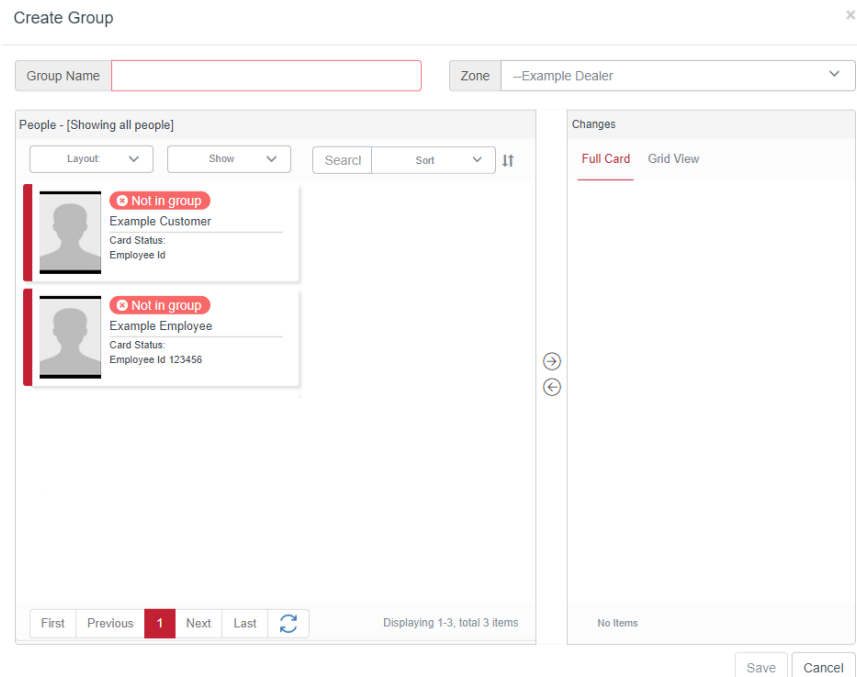 Create Group
×
Group Name
Zone --Example Dealer
People - [Showing all people]
Changes
Layout: Show Search Sort
Full Card Grid View
Not in group
Example Customer
Card Status:
Employee Id
Not in group
Example Employee
Card Status:
Employee Id 123456
First Previous 1 Next Last
Displaying 1-3, total 3 items
No Items
Save Cancel